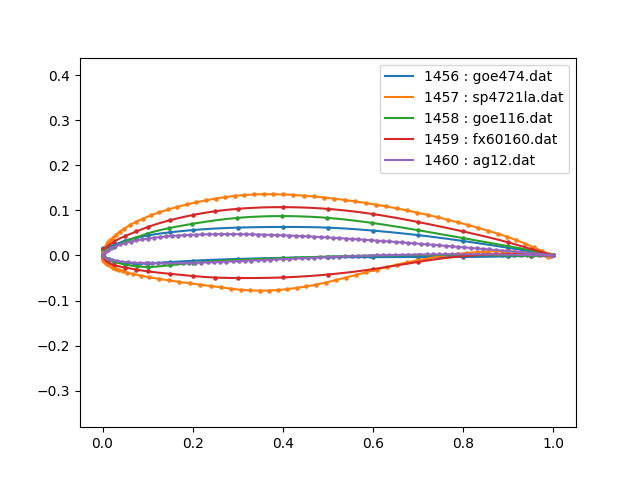 0.4
0.3
0.2
0.1
0.0
−0.1
−0.2
−0.3
0.0 0.2 0.4 0.6 0.8 1.0
1456 : goe474.dat
1457 : sp4721la.dat
1458 : goe116.dat
1459 : fx60160.dat
1460 : ag12.dat